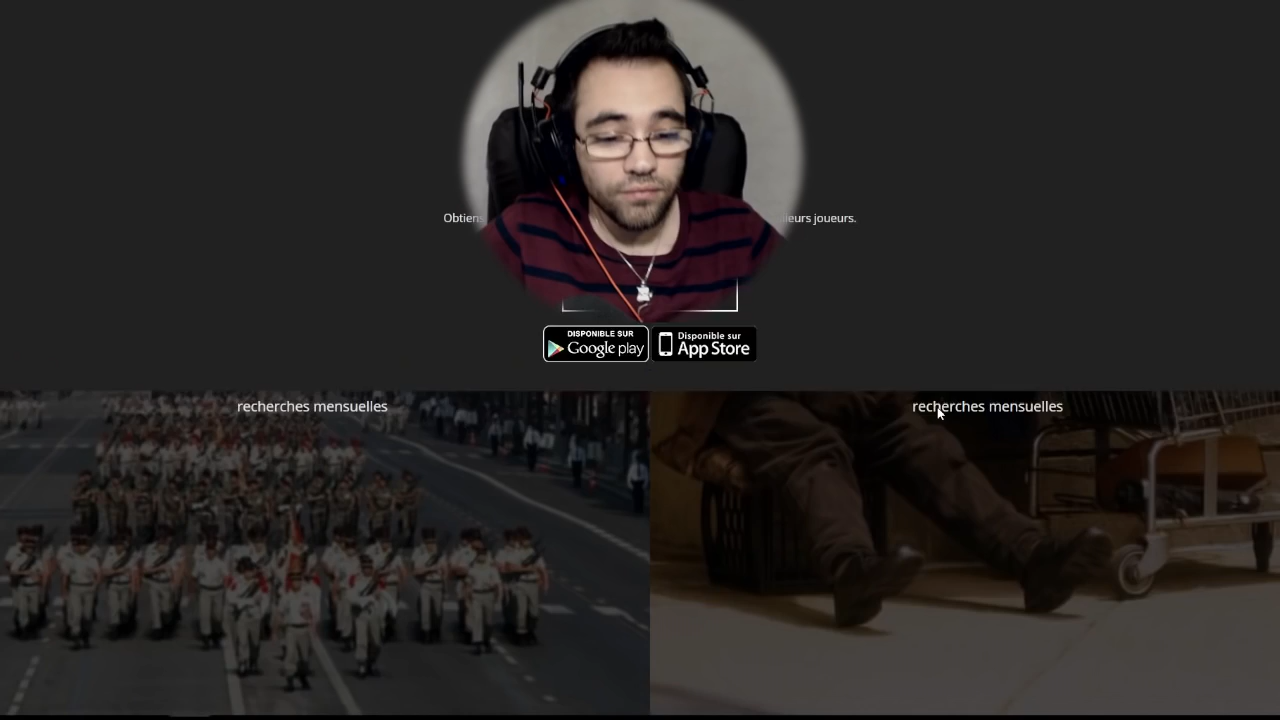 Obtiens
eurs joueurs.
DISPONIBLE SUR
Google play
Disponible sur
App Store
recherches mensuelles
recherches mensuelles